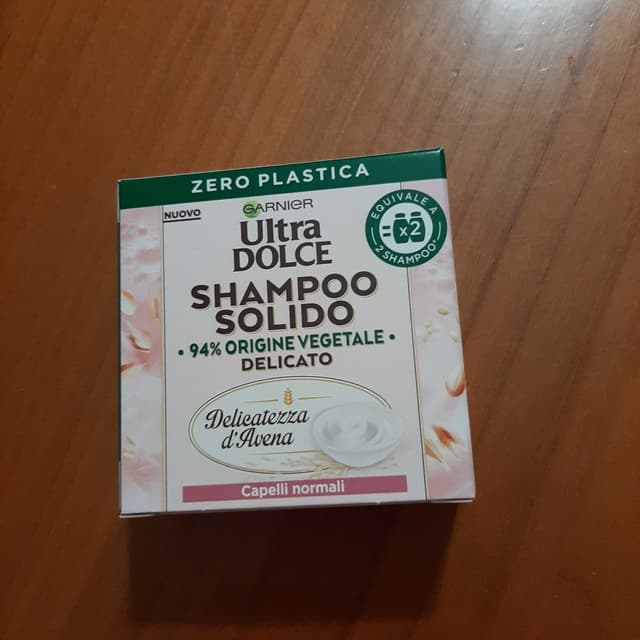 ZERO PLASTICA
NUOVO
GARNIER
Ultra
DOLCE
EQUIVALE A
= x2
2 SHAMPOO*
SHAMPOO
SOLIDO
• 94% ORIGINE VEGETALE •
DELICATO
Delicatezza
d'Avena
Capelli normali